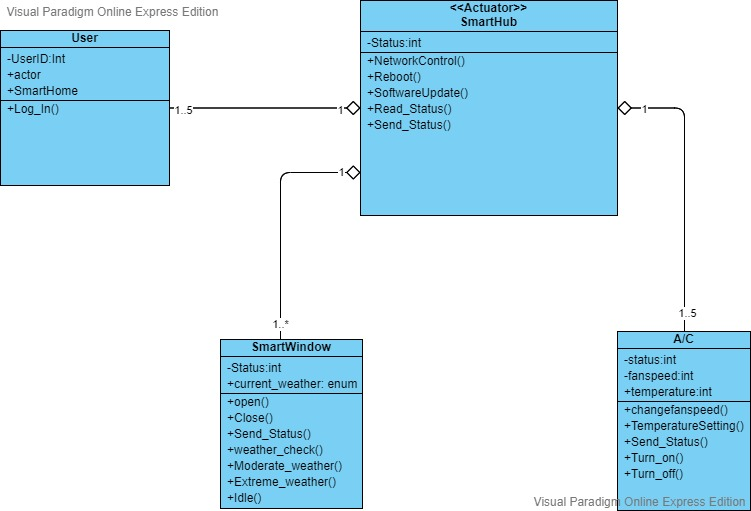 Visual Paradigm Online Express Edition
<<Actuator>>
SmartHub
-Status:int
+NetworkControl()
+Reboot()
+SoftwareUpdate()
+Read_Status()
+Send_Status()
User
-UserID:Int
+actor
+SmartHome
+Log_In()
1..5
1
1
1
1..*
1..5
SmartWindow
-Status:int
+current_weather: enum
+open()
+Close()
+Send_Status()
+weather_check()
+Moderate_weather()
+Extreme_weather()
+Idle()
A/C
-status:int
-fanspeed:int
+temperature:int
+changefanspeed()
+TemperatureSetting()
+Send_Status()
+Turn_on()
+Turn_off()
Visual Paradigm Online Express Edition